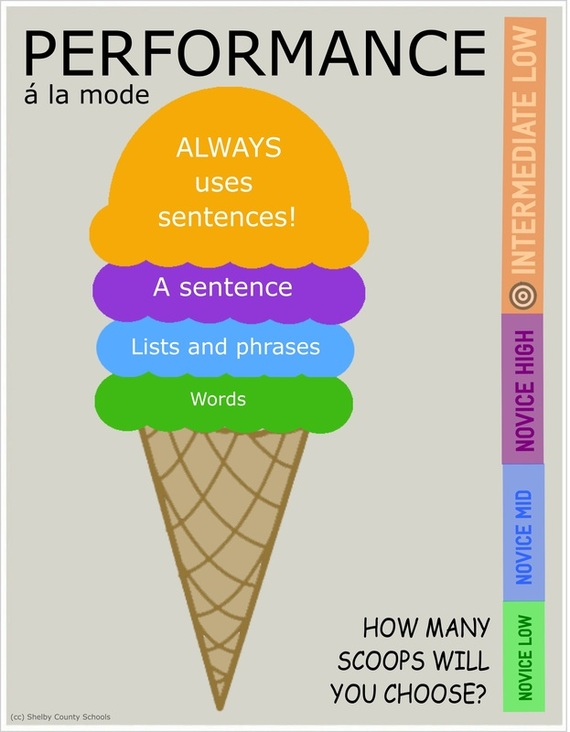 PERFORMANCE
á la mode
ALWAYS
uses
sentences!
A sentence
Lists and phrases
Words
INTERMEDIATE LOW
NOVICE HIGH
NOVICE MID
NOVICE LOW
HOW MANY
SCOOPS WILL
YOU CHOOSE?
(cc) Shelby County Schools